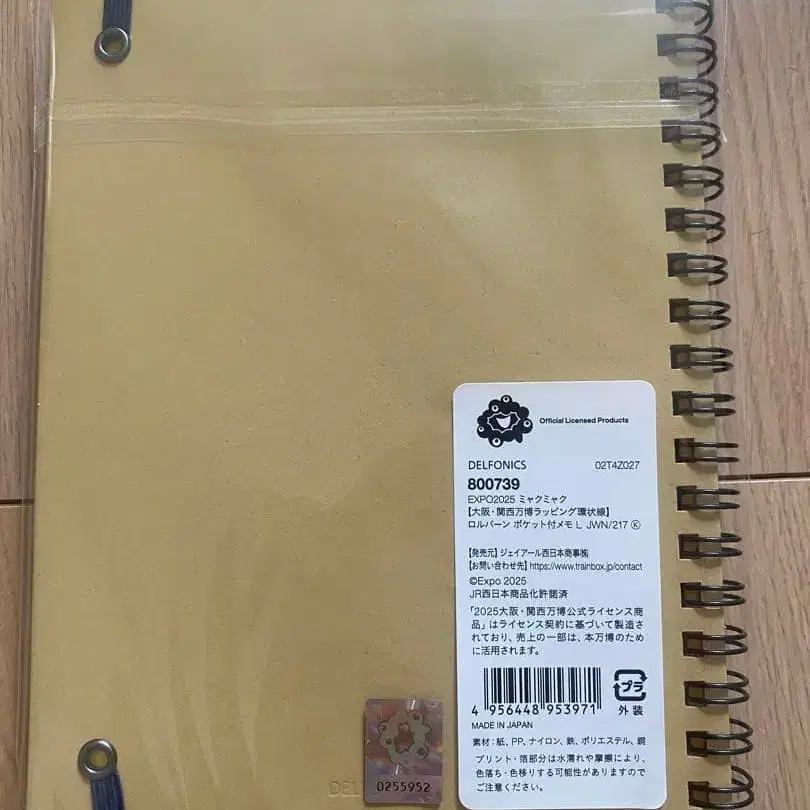 Official Licensed Products
DELFONICS 02T4Z027
800739
EXPO2025 ミャクミャク
【大阪・関西万博ラッピング環状線】
ロルバーン ポケット付メモ L JWN/217 Ⓚ
【発売元】ジェイアール西日本商事㈱
【お問い合わせ先】https://www.trainbox.jp/contact
©Expo 2025
JR西日本商品化許諾済
「2025大阪・関西万博公式ライセンス商
品」はライセンス契約に基づいて製造さ
れており、売上の一部は、本万博のため
に活用されます。
プラ
4 956448 953971 外装
MADE IN JAPAN
素材：紙、PP、ナイロン、鉄、ポリエステル、銅
プリント・箔部分は水濡れや摩擦により、
色落ち・色移りする可能性がありますので
ご注意ください。
0255952